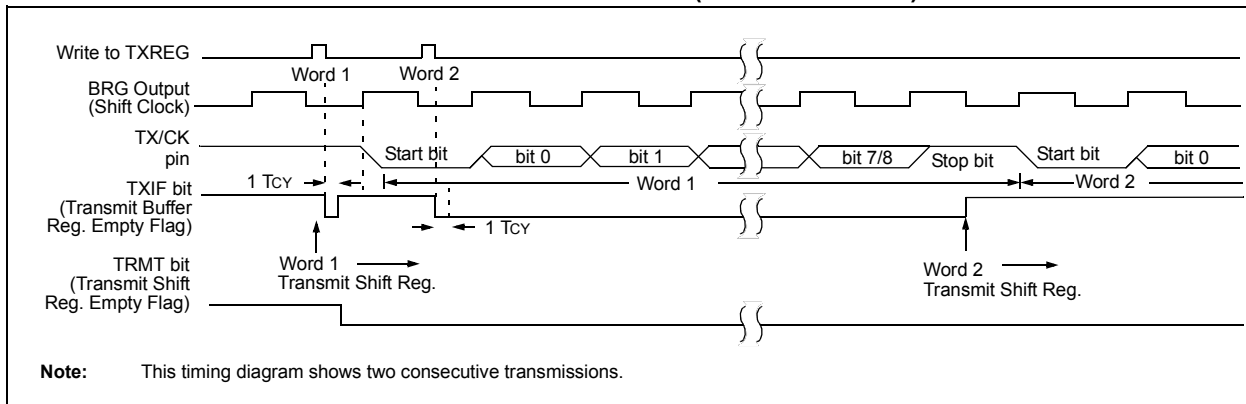 Write to TXREG
Word 1
Word 2
BRG Output
(Shift Clock)
TX/CK
pin
Start bit
bit 0
bit 1
bit 7/8
Stop bit
Start bit
bit 0
1 TCY
Word 1
Word 2
TXIF bit
(Transmit Buffer
Reg. Empty Flag)
1 TCY
Word 1
Transmit Shift Reg.
Word 2
Transmit Shift Reg.
TRMT bit
(Transmit Shift
Reg. Empty Flag)
Note: This timing diagram shows two consecutive transmissions.